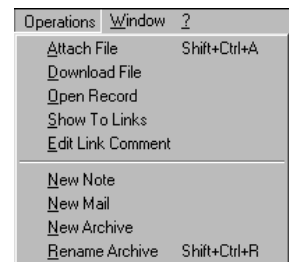 Operations Window ?
Attach File Shift+Ctrl+A
Download File
Open Record
Show To Links
Edit Link Comment
New Note
New Mail
New Archive
Rename Archive Shift+Ctrl+R